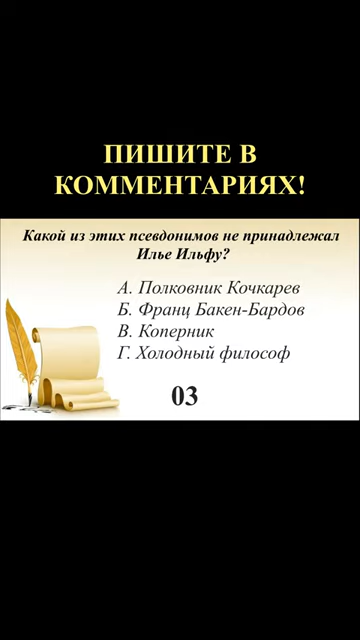 ПИШИТЕ В
КОММЕНТАРИЯХ!
Какой из этих псевдонимов не принадлежал
Илье Ильфу?
А. Полковник Кочкарев
Б. Франц Бакен-Бардов
В. Коперник
Г. Холодный философ
03